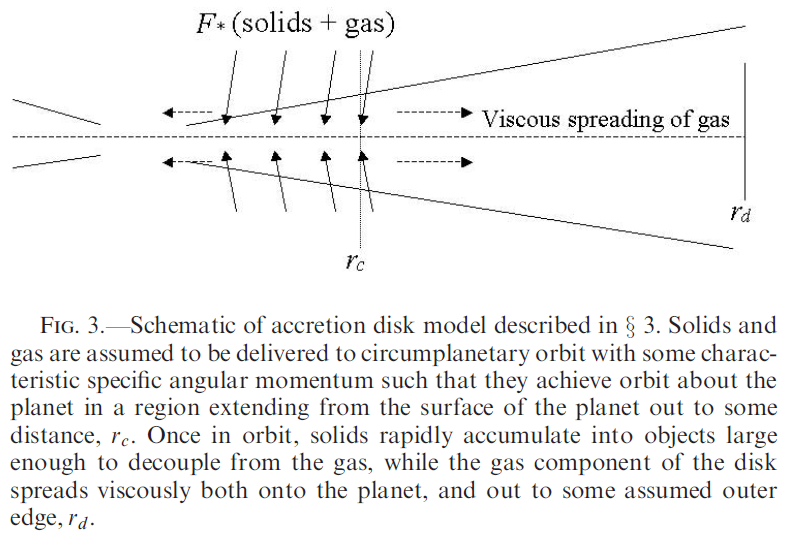 F* (solids + gas)
Viscous spreading of gas
r_d
r_c
FIG. 3.—Schematic of accretion disk model described in § 3. Solids and
gas are assumed to be delivered to circumplanetary orbit with some charac-
teristic specific angular momentum such that they achieve orbit about the
planet in a region extending from the surface of the planet out to some
distance, r_c. Once in orbit, solids rapidly accumulate into objects large
enough to decouple from the gas, while the gas component of the disk
spreads viscously both onto the planet, and out to some assumed outer
edge, r_d.